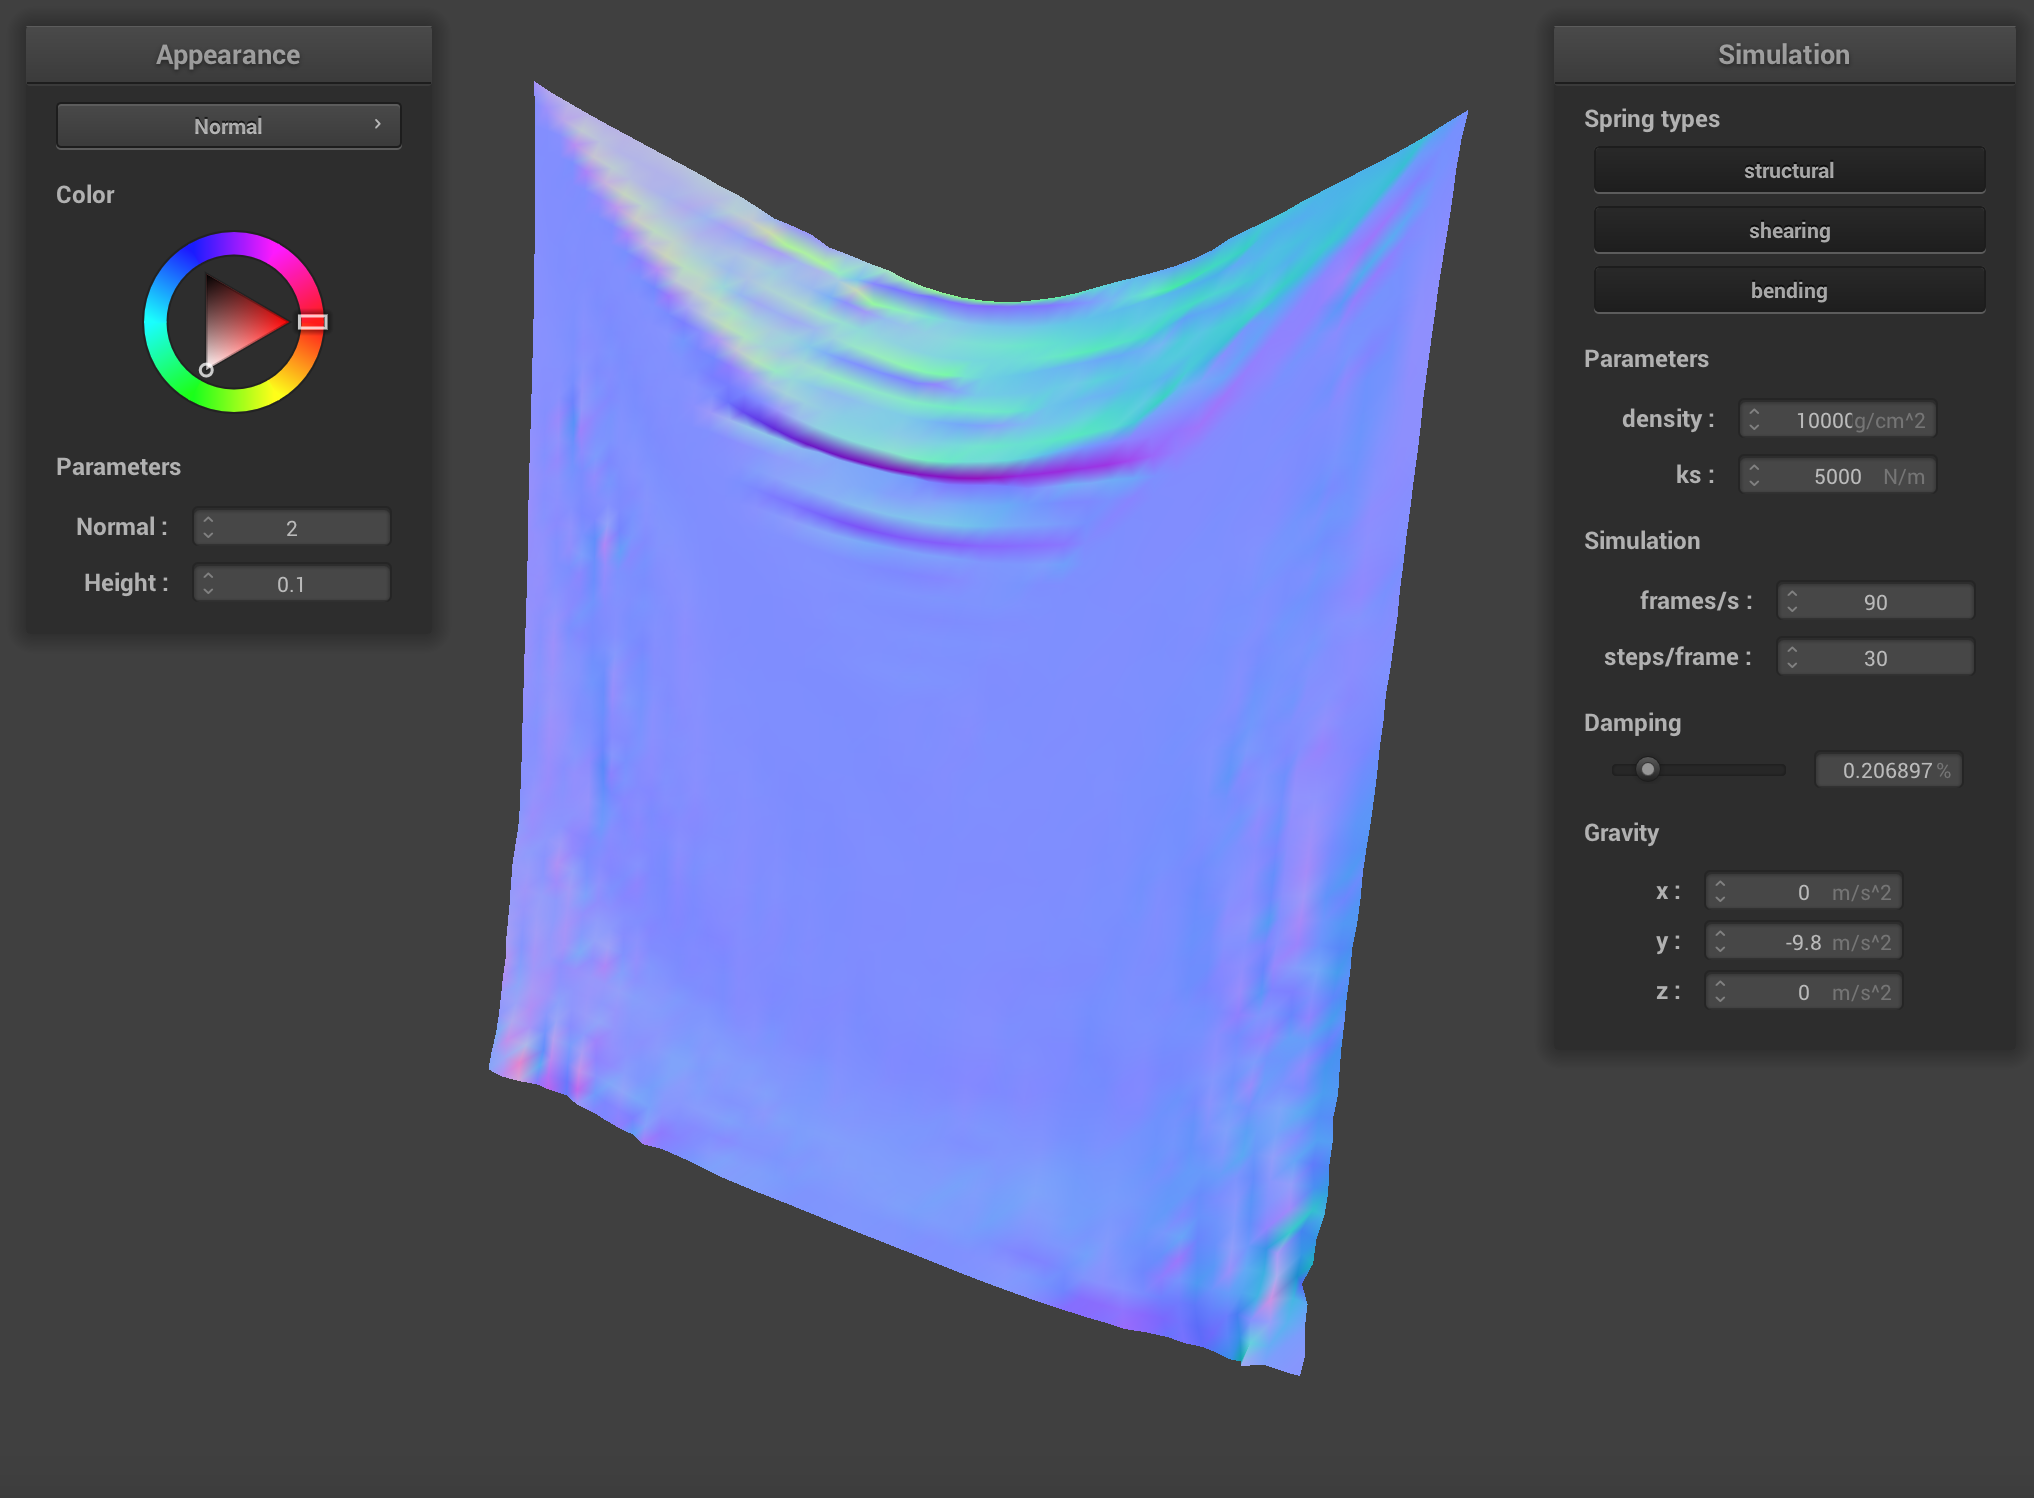 Appearance
Normal
Color
Parameters
Normal : 2
Height : 0.1
Simulation
Spring types
structural
shearing
bending
Parameters
density : 10000 g/cm^2
ks : 5000 N/m
Simulation
frames/s : 90
steps/frame : 30
Damping
0.206897 %
Gravity
x : 0 m/s^2
y : -9.8 m/s^2
z : 0 m/s^2